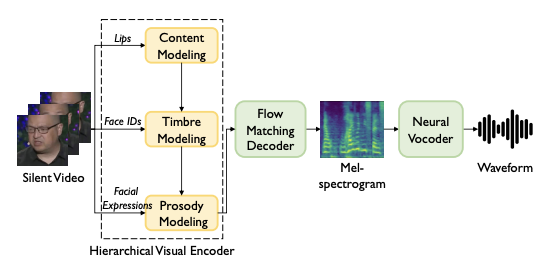 Lips
Content
Modeling
Face IDs
Timbre
Modeling
Facial
Expressions
Prosody
Modeling
Silent Video
Hierarchical Visual Encoder
Flow
Matching
Decoder
Mel-
spectrogram
Neural
Vocoder
Waveform